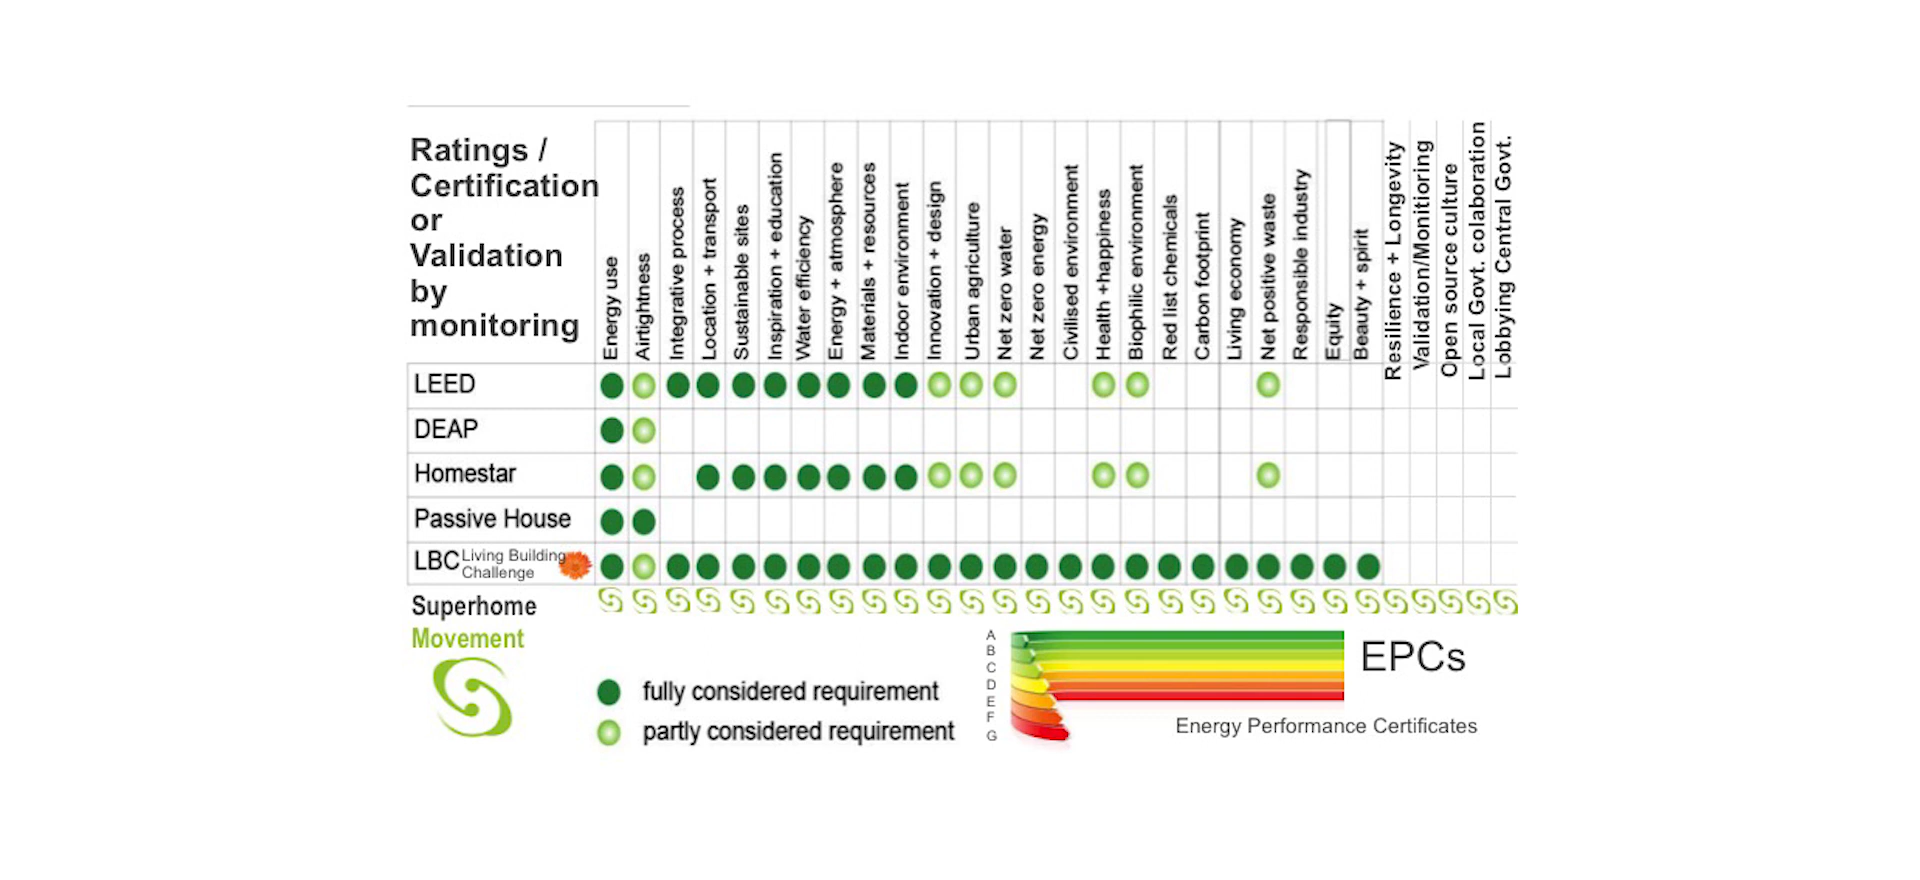 Ratings /
Certification
or
Validation
by
monitoring
Energy use
Airtightness
Integrative process
Location + transport
Sustainable sites
Inspiration + education
Water efficiency
Energy + atmosphere
Materials + resources
Indoor environment
Innovation + design
Urban agriculture
Net zero water
Net zero energy
Civilised environment
Health +happiness
Biophilic environment
Red list chemicals
Carbon footprint
Living economy
Net positive waste
Responsible industry
Equity
Beauty + spirit
Resilience + Longevity
Validation/Monitioring
Open source culture
Local Govt. colaboration
Lobbying Central Govt.
LEED
DEAP
Homestar
Passive House
LBC Living Building
Challenge
Superhome
Movement
fully considered requirement
partly considered requirement
A
B
C
D
E
F
G
EPCs
Energy Performance Certificates